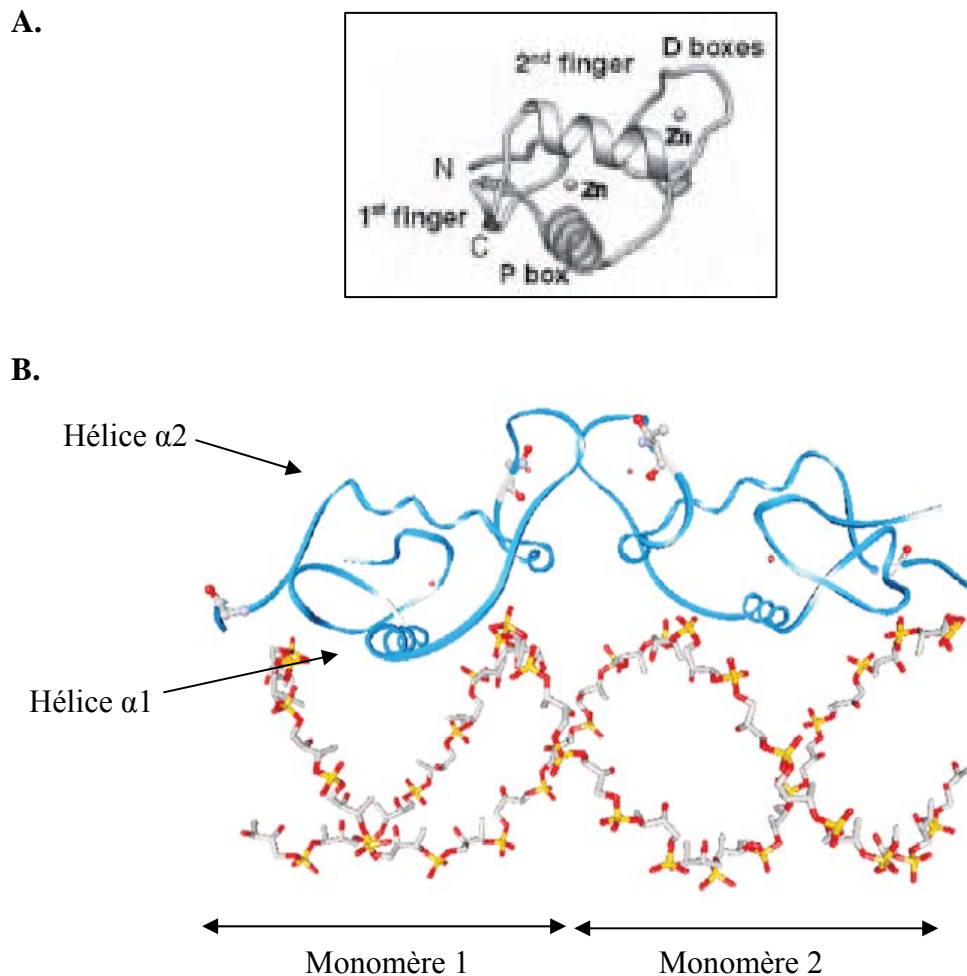 A.
D boxes
2nd finger
Zn
N
Zn
1st finger
C
P box
B.
Hélice α2
Hélice α1
Monomère 1
Monomère 2